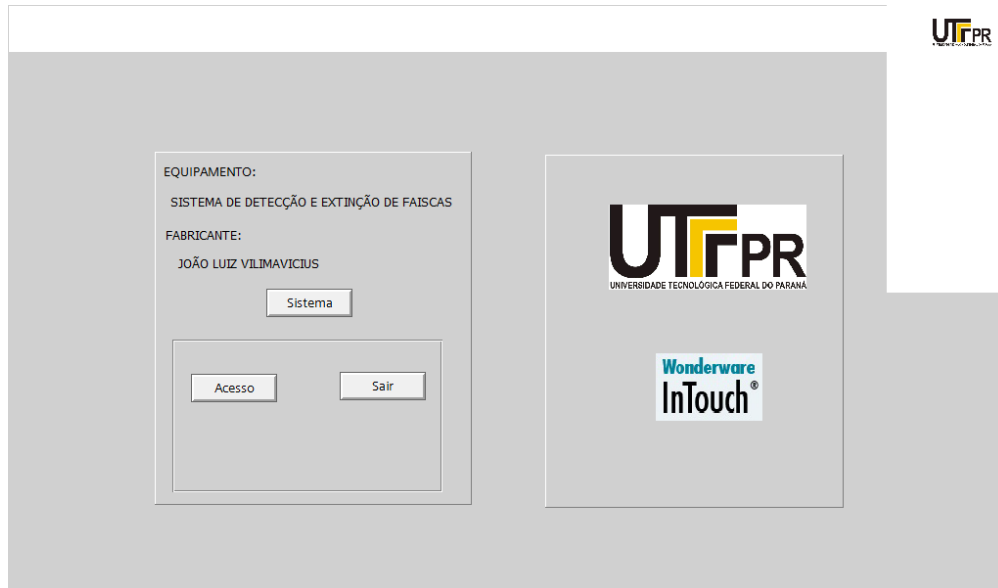 UTFPR
EQUIPAMENTO:
SISTEMA DE DETECÇÃO E EXTINÇÃO DE FAISCAS
FABRICANTE:
JOÃO LUIZ VILIMAVICIUS
Sistema
Acesso
Sair
UTFPR
UNIVERSIDADE TECNOLÓGICA FEDERAL DO PARANÁ
Wonderware
InTouch®